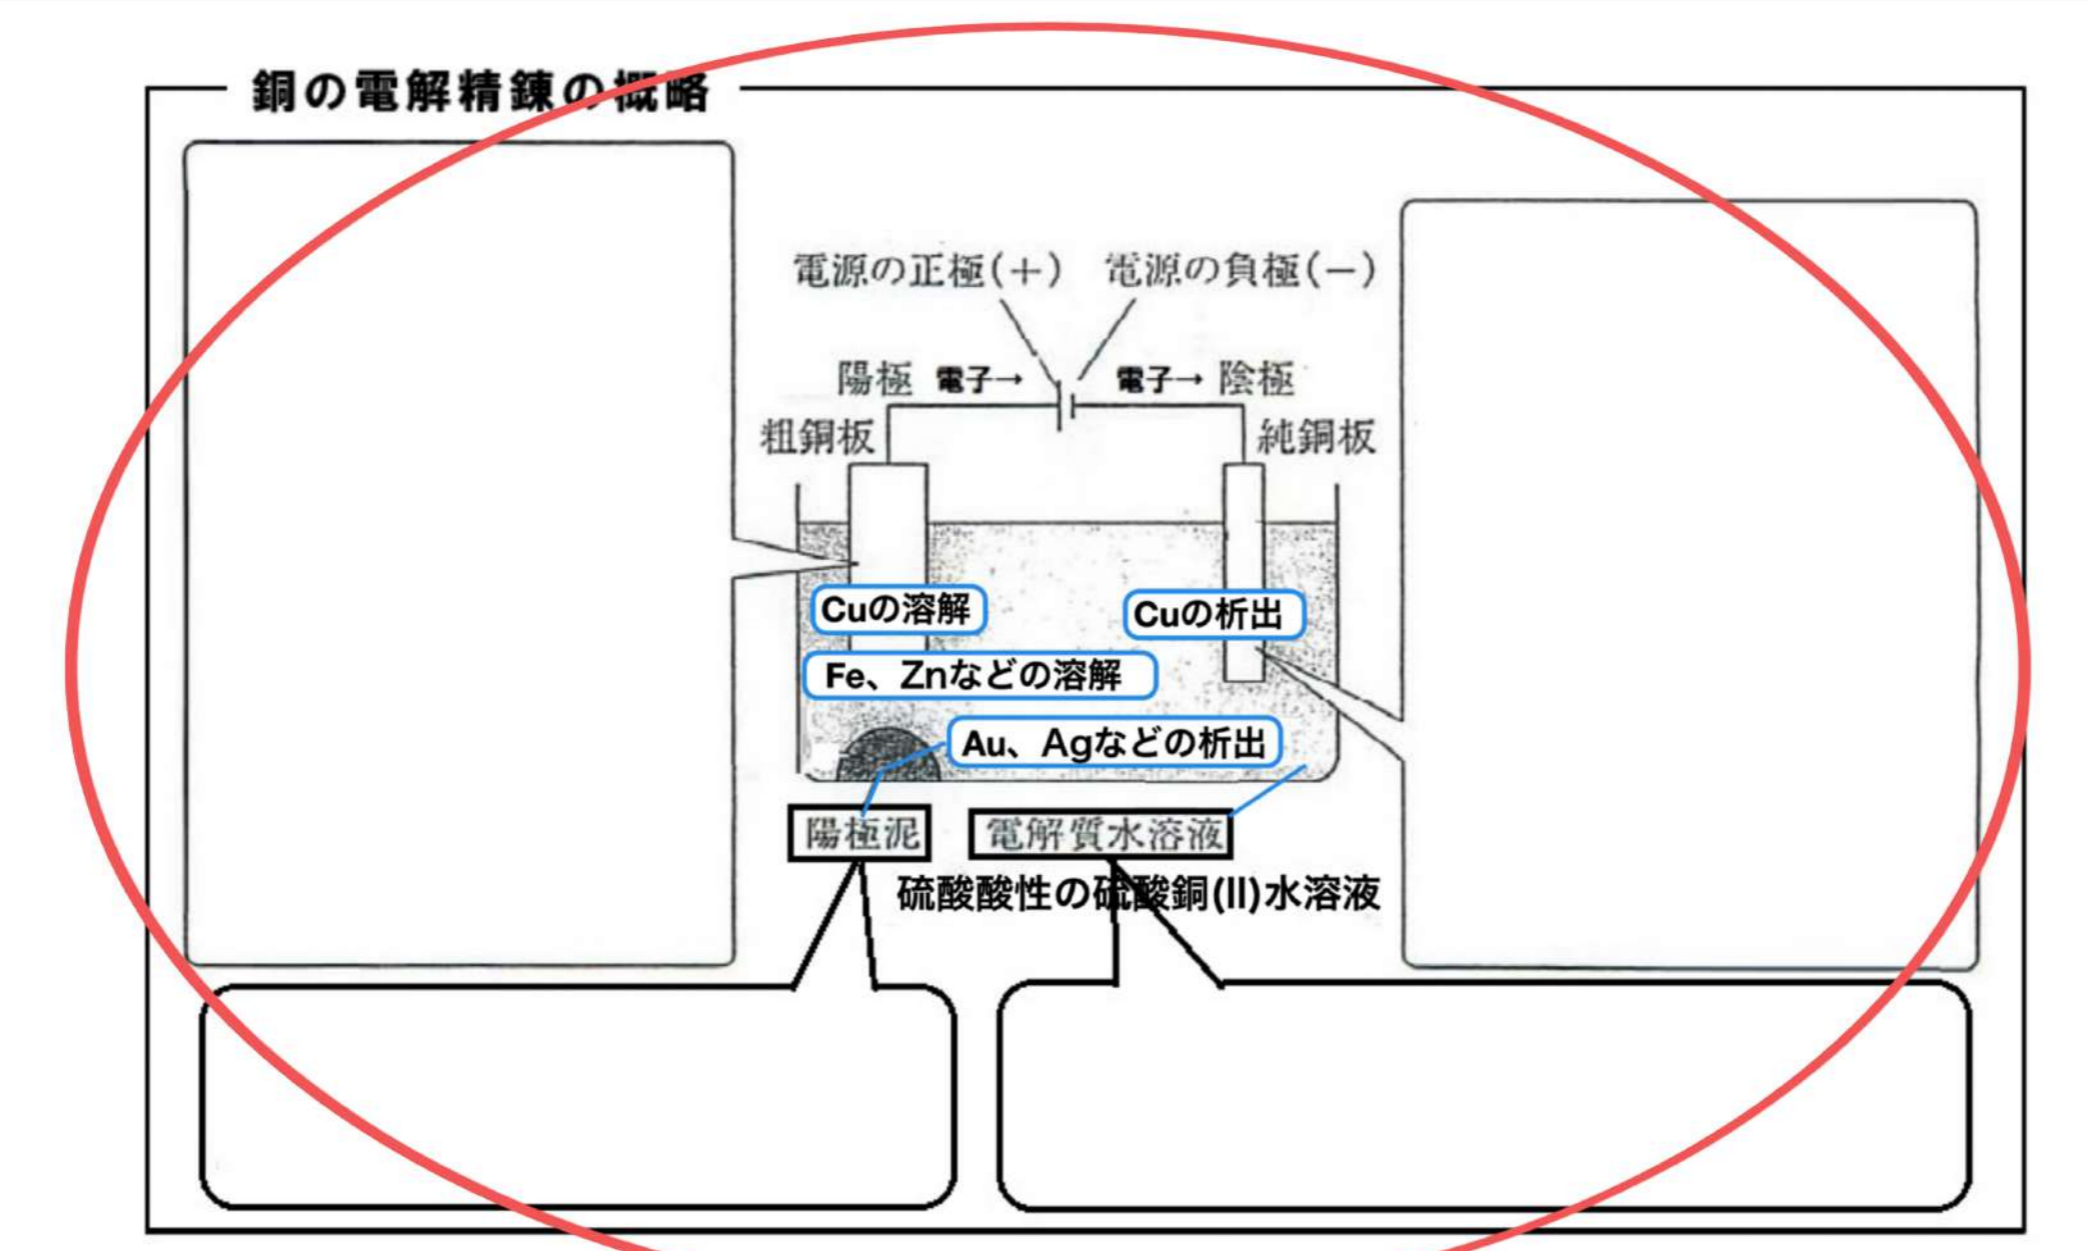 銅の電解精錬の概略
電源の正極(+) 電源の負極(−)
陽極 電子→ 電子→ 陰極
粗銅板 純銅板
Cuの溶解 Cuの析出
Fe、Znなどの溶解
Au、Agなどの析出
陽極泥 電解質水溶液
硫酸酸性の硫酸銅(II)水溶液